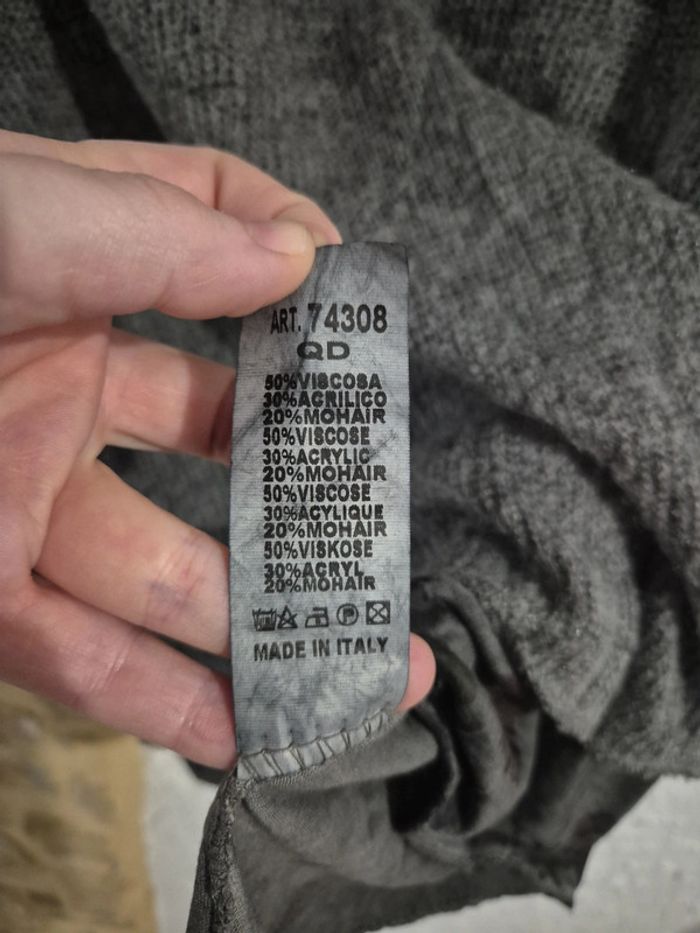 ART. 74308
QD
50%VISCOSA
30%ACRILICO
20%MOHAIR
50%VISCOSE
30%ACRYLIC
20%MOHAIR
50%VISCOSE
30%ACYLIQUE
20%MOHAIR
50%VISKOSE
30%ACRYL
20%MOHAIR
P
MADE IN ITALY